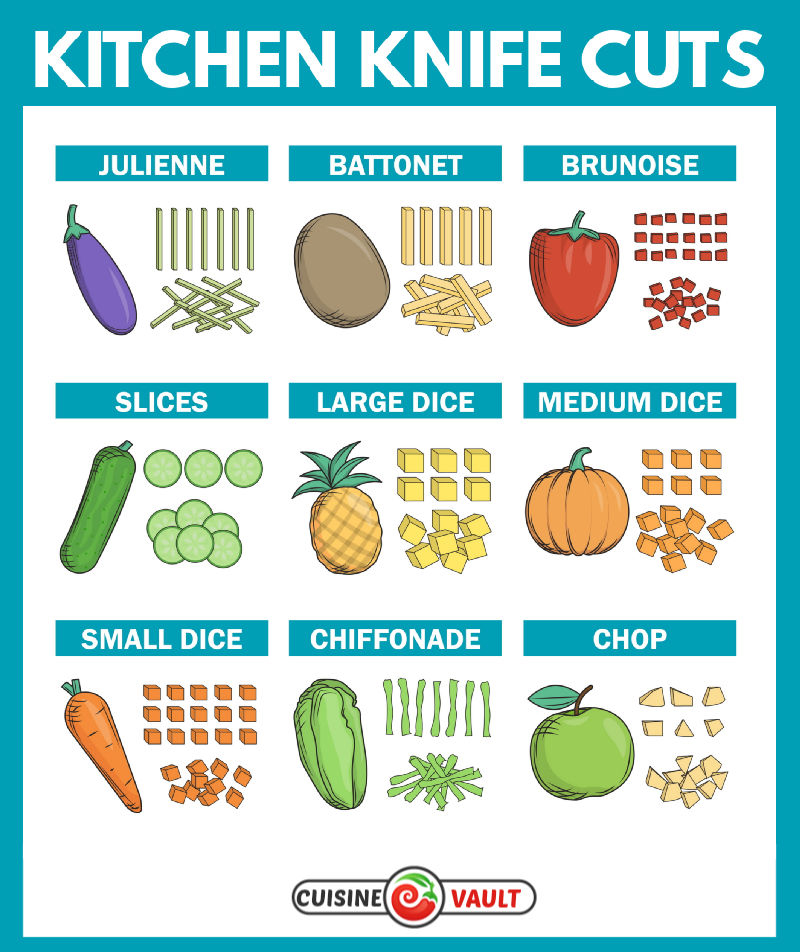 KITCHEN KNIFE CUTS
JULIENNE
BATTONET
BRUNOISE
SLICES
LARGE DICE
MEDIUM DICE
SMALL DICE
CHIFFONADE
CHOP
CUISINE VAULT